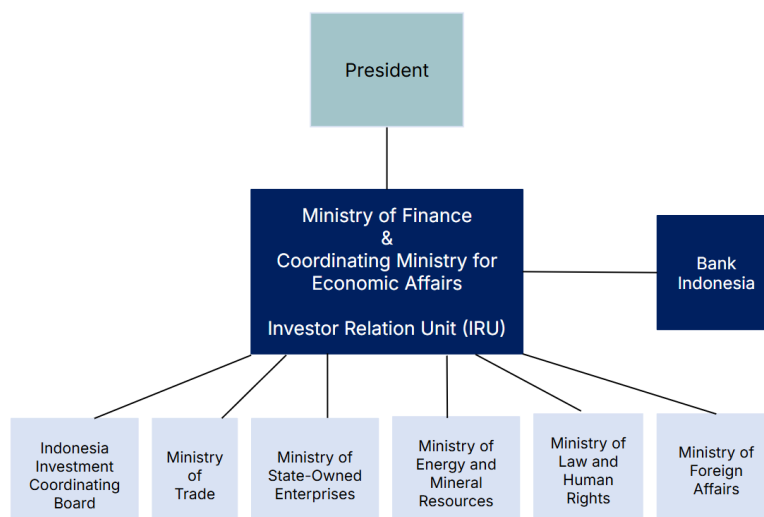 President
Ministry of Finance
&
Coordinating Ministry for
Economic Affairs
Investor Relation Unit (IRU)
Bank
Indonesia
Indonesia
Investment
Coordinating
Board
Ministry
of
Trade
Ministry of
State-Owned
Enterprises
Ministry of
Energy and
Mineral
Resources
Ministry of
Law and
Human
Rights
Ministry of
Foreign
Affairs